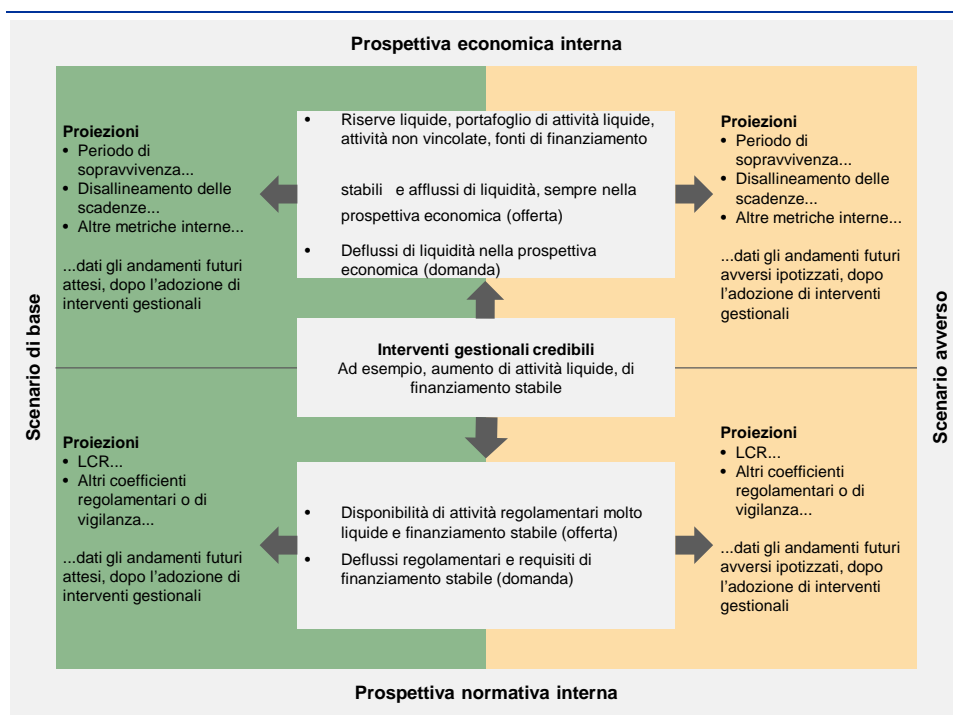 Prospettiva economica interna
Scenario di base
Proiezioni
• Periodo di
sopravvivenza...
• Disallineamento delle
scadenze...
• Altre metriche interne...
...dati gli andamenti futuri
attesi, dopo l'adozione di
interventi gestionali
• Riserve liquide, portafoglio di attività liquide,
attività non vincolate, fonti di finanziamento
stabili e afflussi di liquidità, sempre nella
prospettiva economica (offerta)
• Deflussi di liquidità nella prospettiva
economica (domanda)
Proiezioni
• Periodo di
sopravvivenza...
• Disallineamento delle
scadenze...
• Altre metriche interne...
...dati gli andamenti futuri
avversi ipotizzati, dopo
l'adozione di interventi
gestionali
Scenario avverso
Interventi gestionali credibili
Ad esempio, aumento di attività liquide, di
finanziamento stabile
Proiezioni
• LCR...
• Altri coefficienti
regolamentari o di
vigilanza...
...dati gli andamenti futuri
attesi, dopo l'adozione di
interventi gestionali
• Disponibilità di attività regolamentari molto
liquide e finanziamento stabile (offerta)
• Deflussi regolamentari e requisiti di
finanziamento stabile (domanda)
Proiezioni
• LCR...
• Altri coefficienti
regolamentari o di
vigilanza...
...dati gli andamenti futuri
avversi ipotizzati, dopo
l'adozione di interventi
gestionali
Prospettiva normativa interna